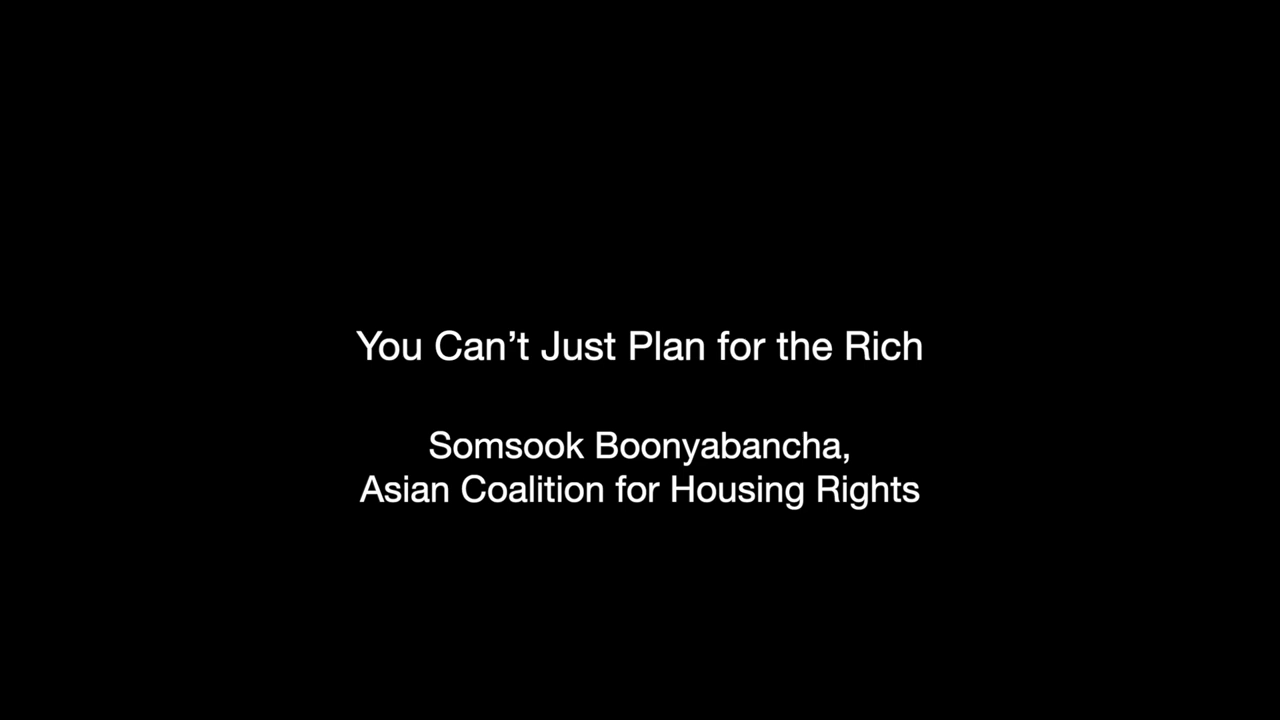 You Can’t Just Plan for the Rich
Somsook Boonyabancha,
Asian Coalition for Housing Rights